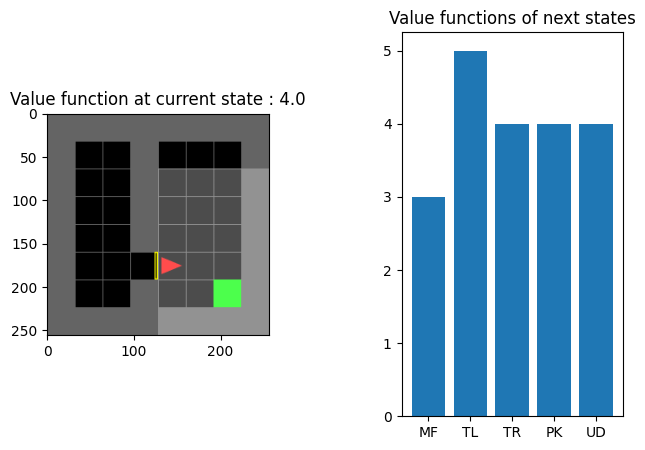 Value function at current state : 4.0
0
50
100
150
200
250
0
100
200
Value functions of next states
5
4
3
2
1
0
MF
TL
TR
PK
UD